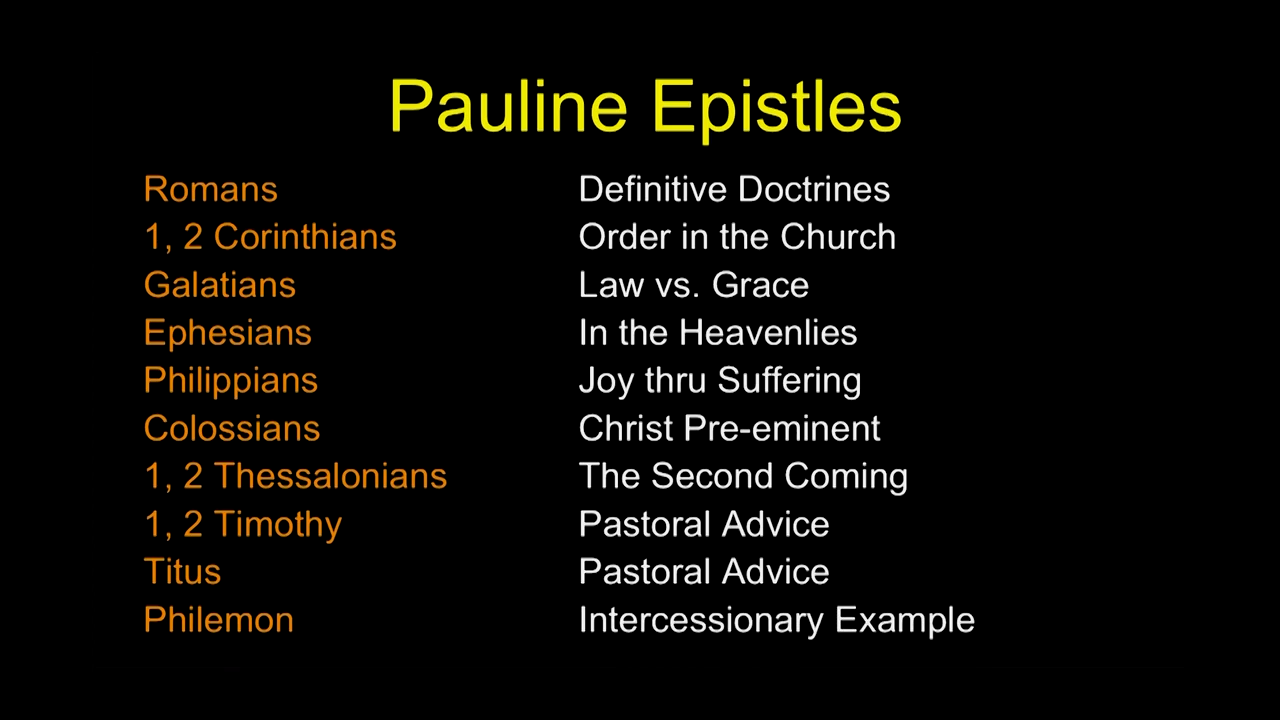 Pauline Epistles
Romans Definitive Doctrines
1, 2 Corinthians Order in the Church
Galatians Law vs. Grace
Ephesians In the Heavenlies
Philippians Joy thru Suffering
Colossians Christ Pre-eminent
1, 2 Thessalonians The Second Coming
1, 2 Timothy Pastoral Advice
Titus Pastoral Advice
Philemon Intercessionary Example